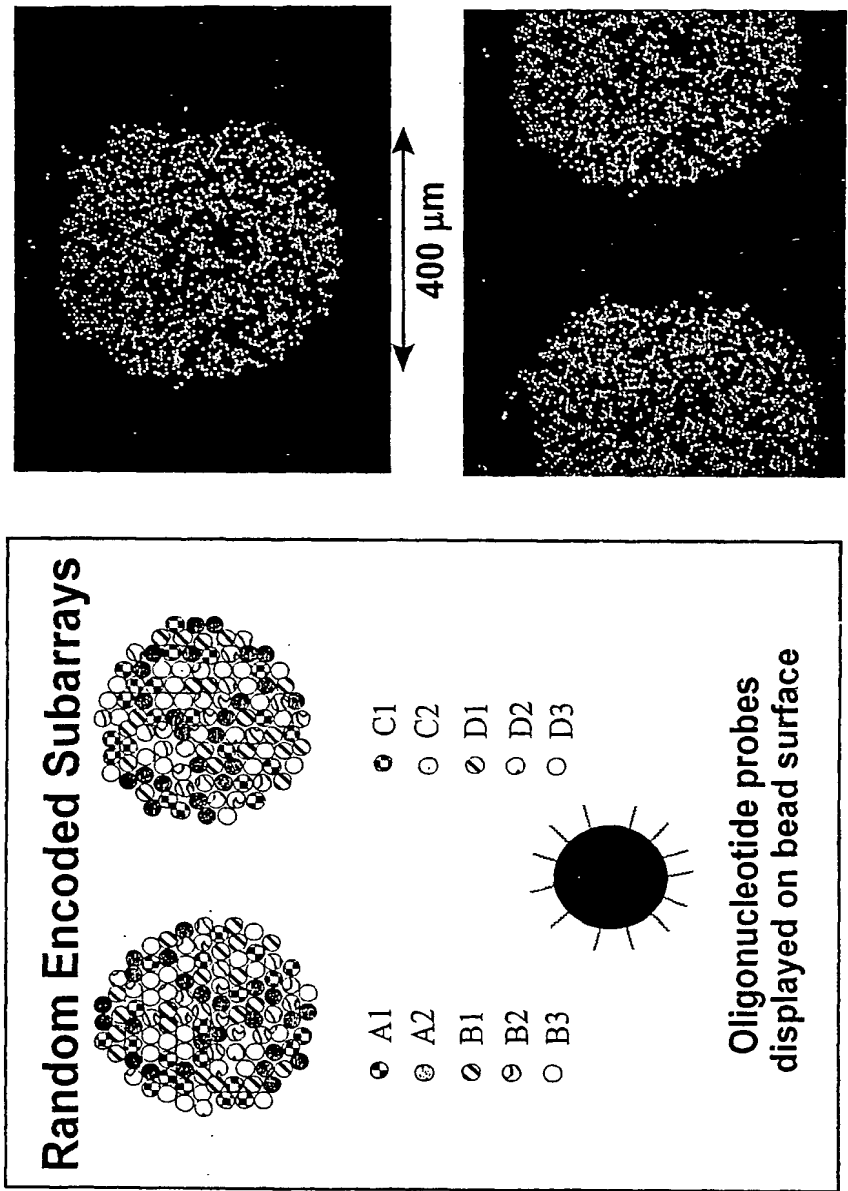 Random Encoded Subarrays
A1
A2
B1
B2
B3
C1
C2
D1
D2
D3
Oligonucleotide probes
displayed on bead surface
400 µm